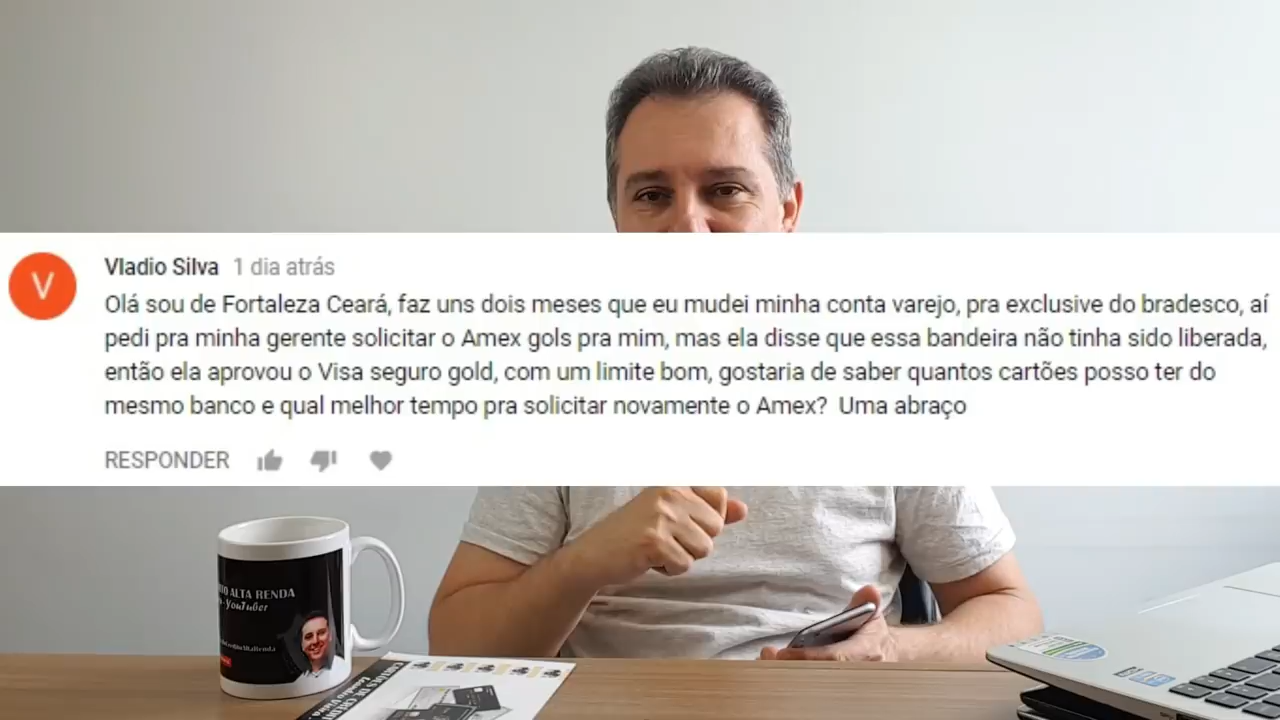 V
Vladio Silva 1 dia atrás
Olá sou de Fortaleza Ceará, faz uns dois meses que eu mudei minha conta varejo, pra exclusive do bradesco, aí
pedi pra minha gerente solicitar o Amex gols pra mim, mas ela disse que essa bandeira não tinha sido liberada,
então ela aprovou o Visa seguro gold, com um limite bom, gostaria de saber quantos cartões posso ter do
mesmo banco e qual melhor tempo pra solicitar novamente o Amex? Uma abraço
RESPONDER
ALTA RENDA
YouTuber